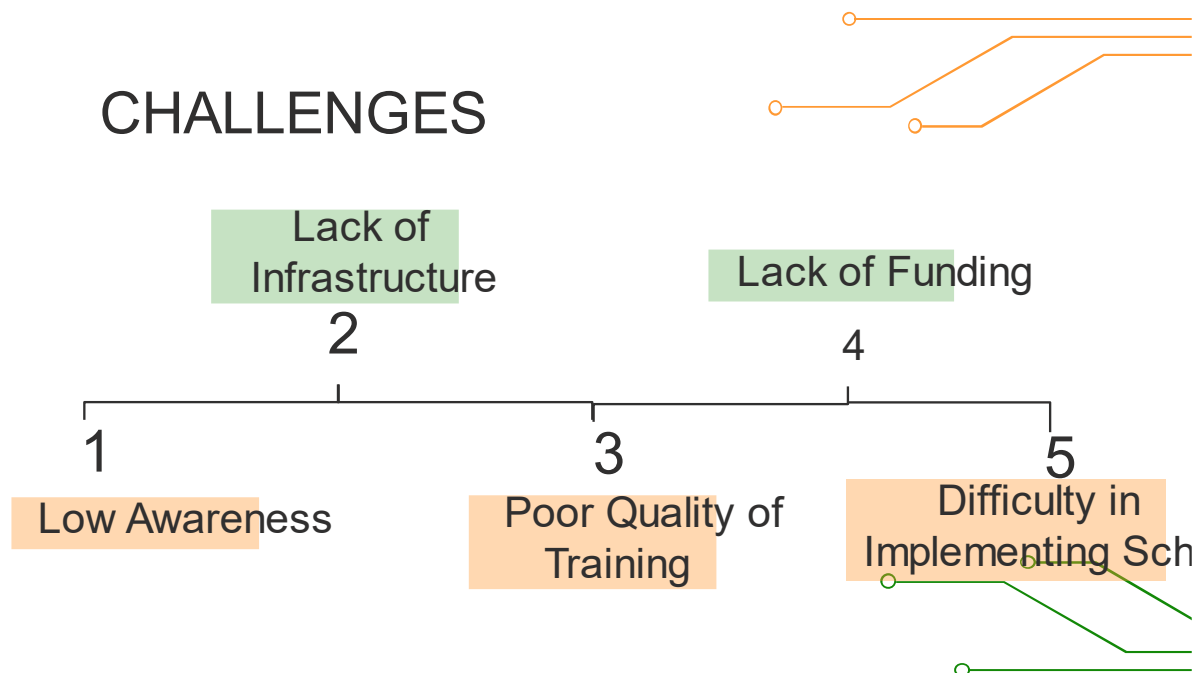 CHALLENGES
Lack of
Infrastructure
2
Lack of Funding
4
1
Low Awareness
3
Poor Quality of
Training
5
Difficulty in
Implementing Sch